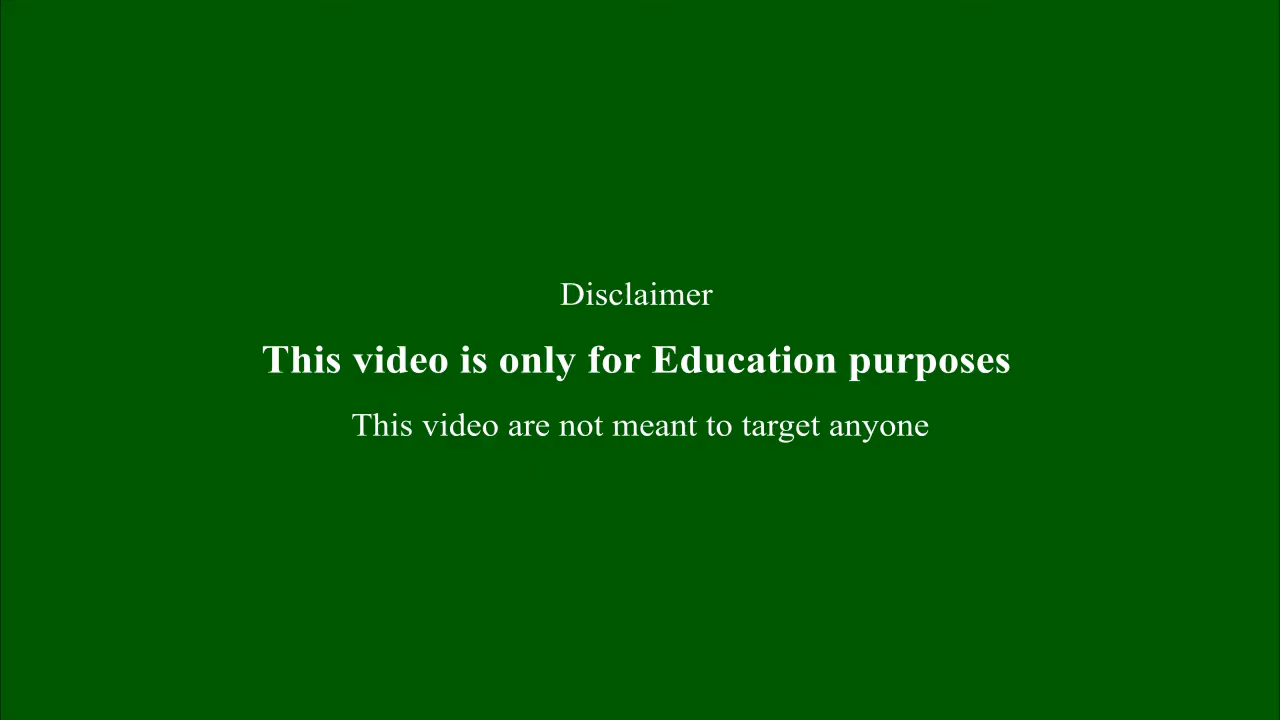 Disclaimer
This video is only for Education purposes
This video are not meant to target anyone